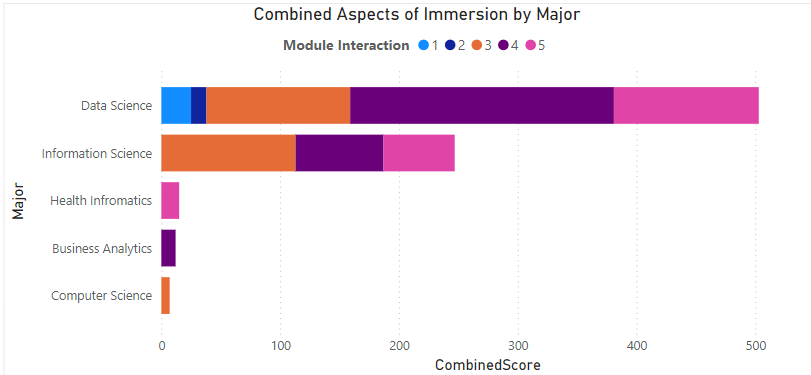 Combined Aspects of Immersion by Major
Module Interaction 1 2 3 4 5
Data Science
Information Science
Health Infromatics
Business Analytics
Computer Science
Major
0 100 200 300 400 500
CombinedScore